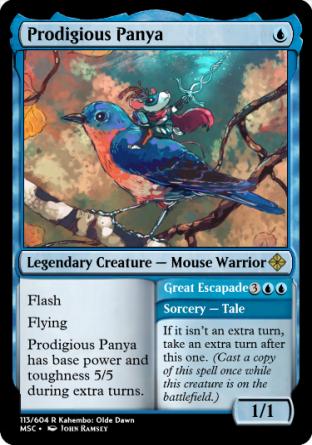 Prodigious Panya
Legendary Creature — Mouse Warrior
Flash
Flying
Prodigious Panya
has base power and
toughness 5/5
during extra turns.
Great Escapade 3
Sorcery — Tale
If it isn't an extra turn,
take an extra turn after
this one. (Cast a copy
of this spell once while
this creature is on the
battlefield.)
1/1
113/604 R Kahembo: Olde Dawn
MSC • John Ramsey